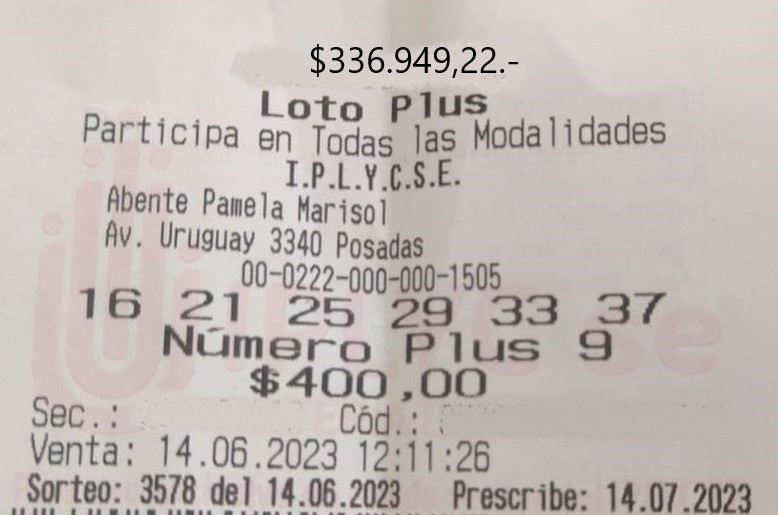 $336.949,22.-
Loto Plus
Participa en Todas las Modalidades
I.P.L.Y.C.S.E.
Abente Pamela Marisol
Av. Uruguay 3340 Posadas
00-0222-000-000-1505
16 21 25 29 33 37
Número Plus 9
$400,00
Sec.: Cód.:
Venta: 14.06.2023 12:11:26
Sorteo: 3578 del 14.06.2023 Prescribe: 14.07.2023